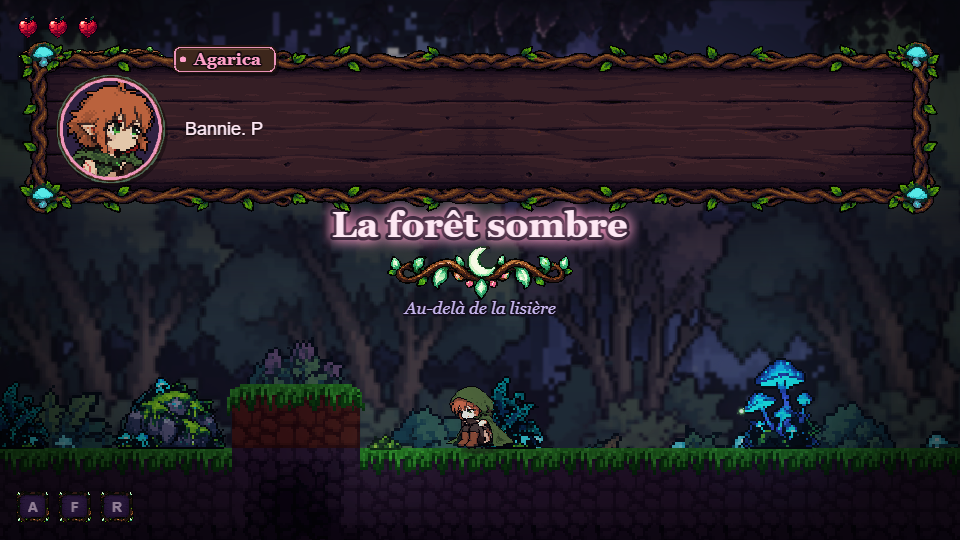 Agarica
Bannie. P
La forêt sombre
Au-delà de la lisière
A F R